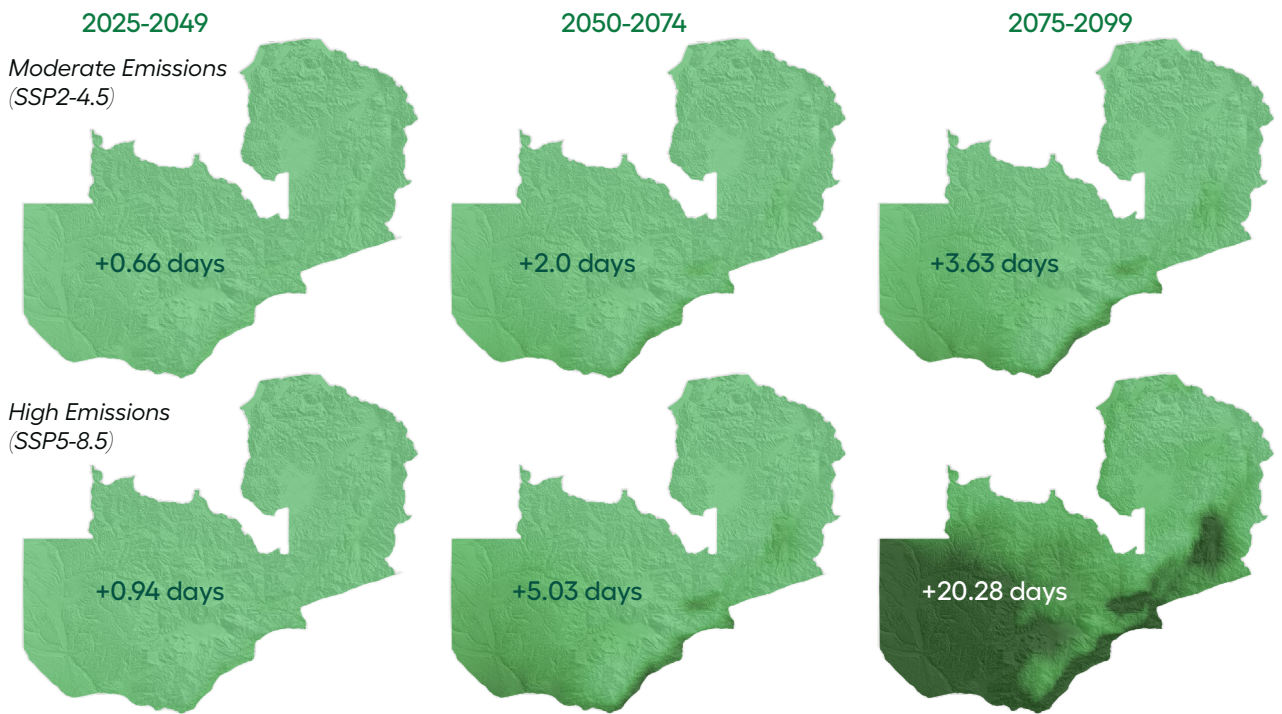 2025-2049
2050-2074
2075-2099
Moderate Emissions
(SSP2-4.5)
+0.66 days
+2.0 days
+3.63 days
High Emissions
(SSP5-8.5)
+0.94 days
+5.03 days
+20.28 days